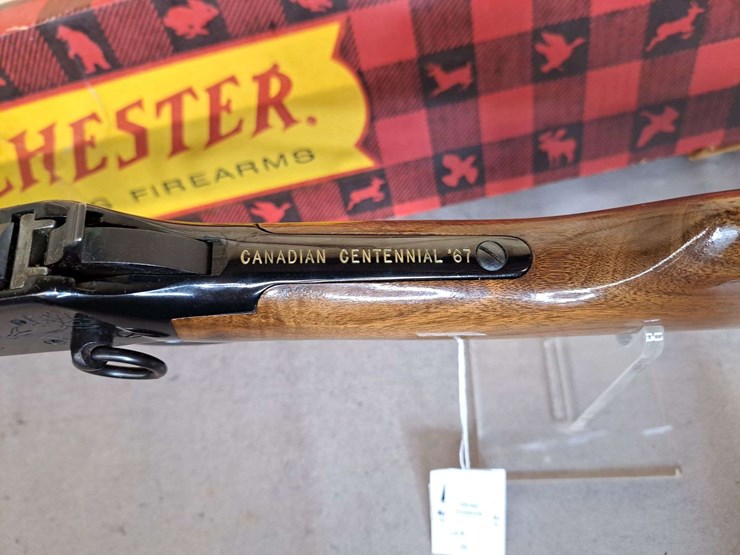 CHESTER.
FIREARMS
CANADIAN CENTENNIAL '67